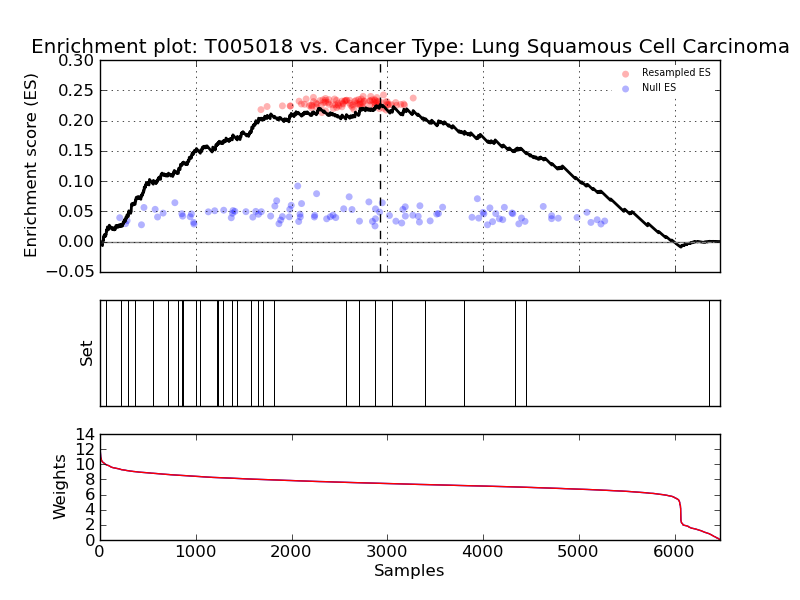 Enrichment plot: T005018 vs. Cancer Type: Lung Squamous Cell Carcinoma
0.30
0.25
0.20
0.15
0.10
0.05
0.00
−0.05
Enrichment score (ES)
Resampled ES
Null ES
Set
14
12
10
8
6
4
2
0
Weights
0 1000 2000 3000 4000 5000 6000
Samples